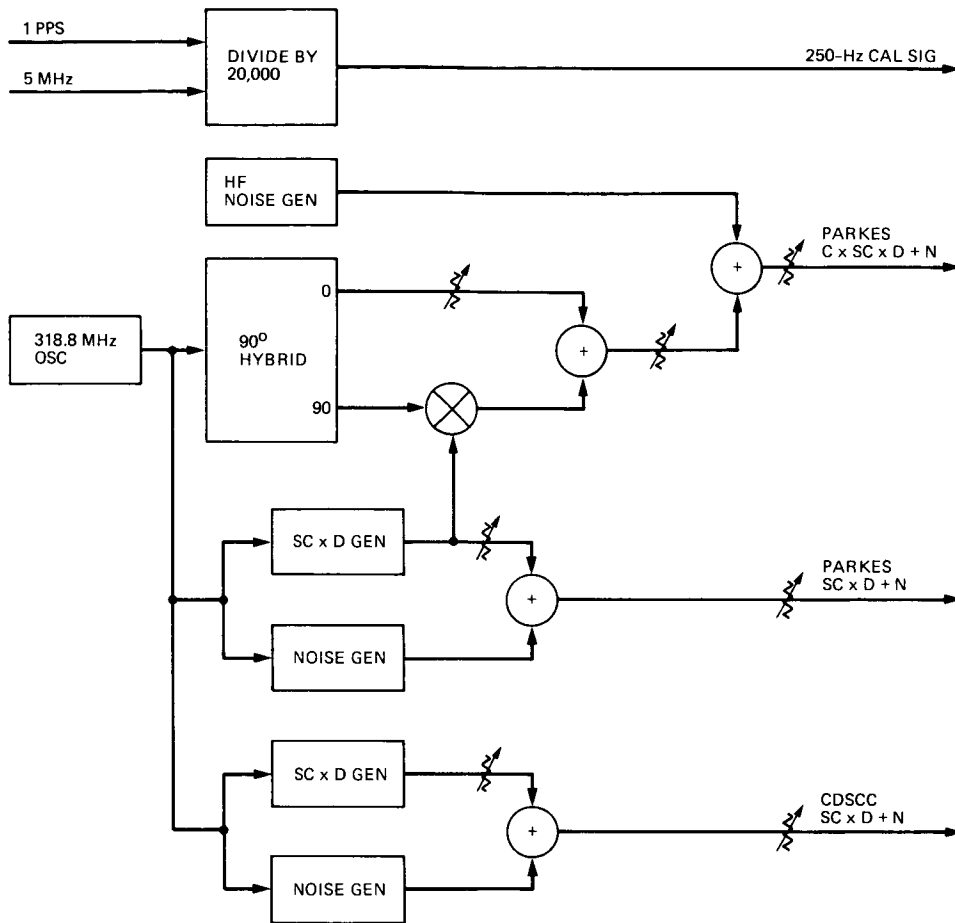 1 PPS
5 MHz
DIVIDE BY
20,000
250-Hz CAL SIG
HF
NOISE GEN
PARKES
C x SC x D + N
+
0
318.8 MHz
OSC
90º
HYBRID
+
90
SC x D GEN
PARKES
SC x D + N
+
NOISE GEN
SC x D GEN
CDSCC
SC x D + N
+
NOISE GEN